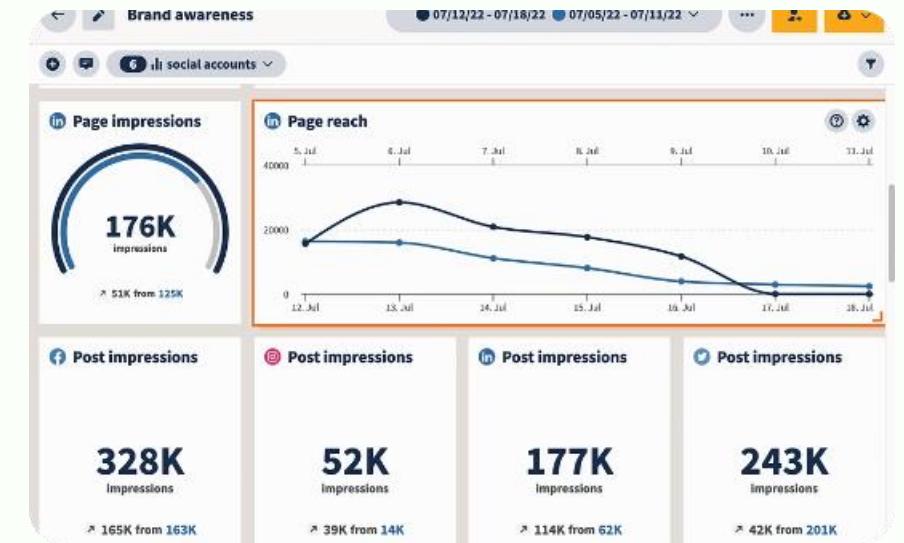 Brand awareness
07/12/22 - 07/18/22 07/05/22 - 07/11/22
6 social accounts
Page impressions
176K
impressions
51K from 125K
Page reach
5. Jul 6. Jul 7. Jul 8. Jul 9. Jul 10. Jul 11. Jul
40000
20000
0
12. Jul 13. Jul 14. Jul 15. Jul 16. Jul 17. Jul 18. Jul
Post impressions
328K
impressions
165K from 163K
Post impressions
52K
impressions
39K from 14K
Post impressions
177K
impressions
114K from 62K
Post impressions
243K
impressions
42K from 201K